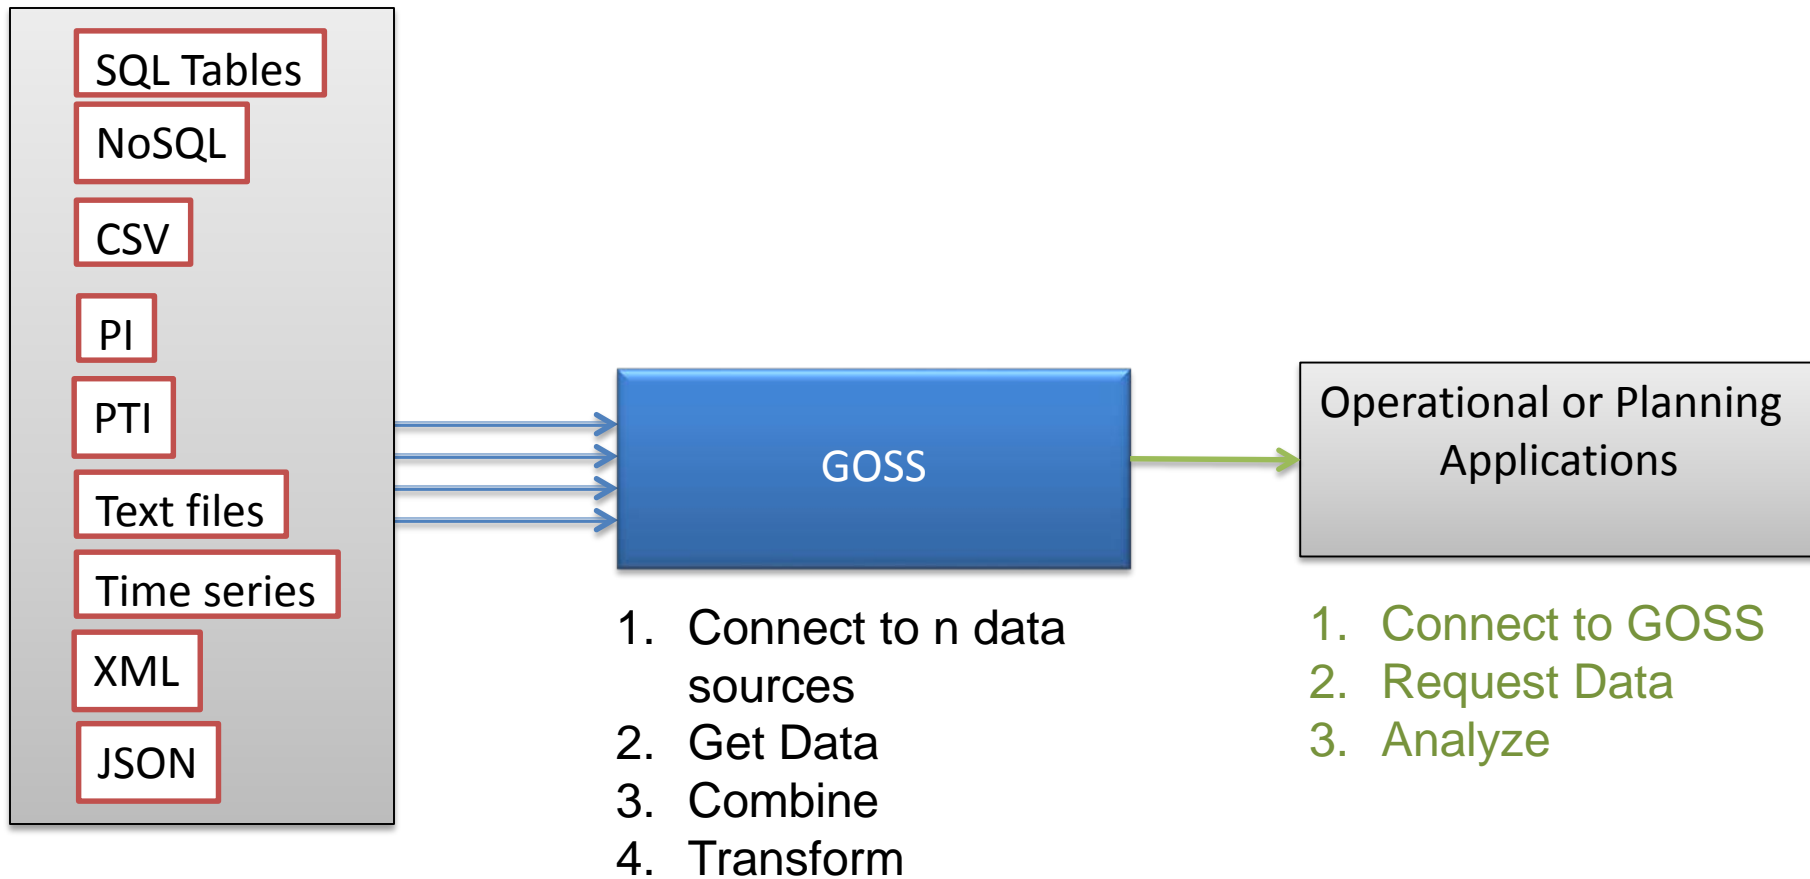 SQL Tables
NoSQL
CSV
PI
PTI
Text files
Time series
XML
JSON
GOSS
1. Connect to n data
sources
2. Get Data
3. Combine
4. Transform
Operational or Planning
Applications
1. Connect to GOSS
2. Request Data
3. Analyze